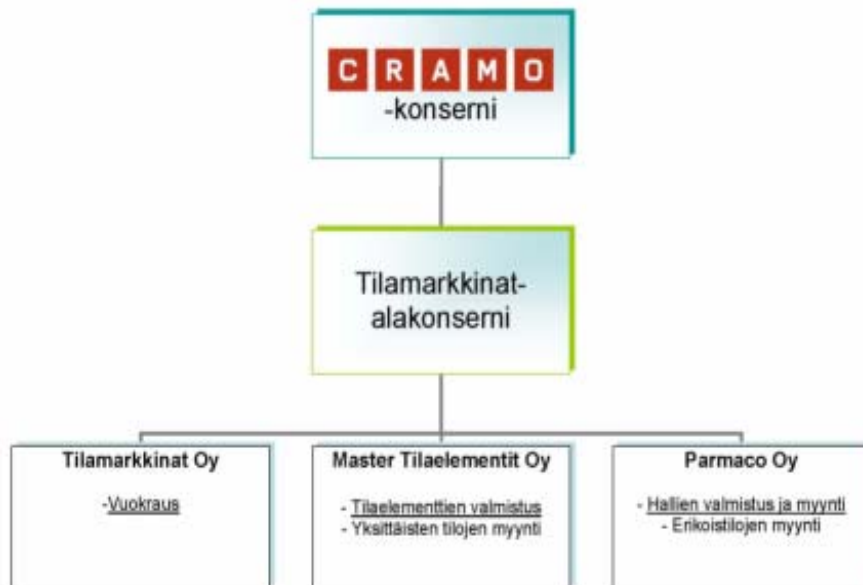 CRAMO
-konserni
Tilamarkkinat-
alakonserni
Tilamarkkinat Oy
-Vuokraus
Master Tilaelementit Oy
- Tilaelementtien valmistus
- Yksittäisten tilojen myynti
Parmaco Oy
- Hallien valmistus ja myynti
- Erikoistilojen myynti